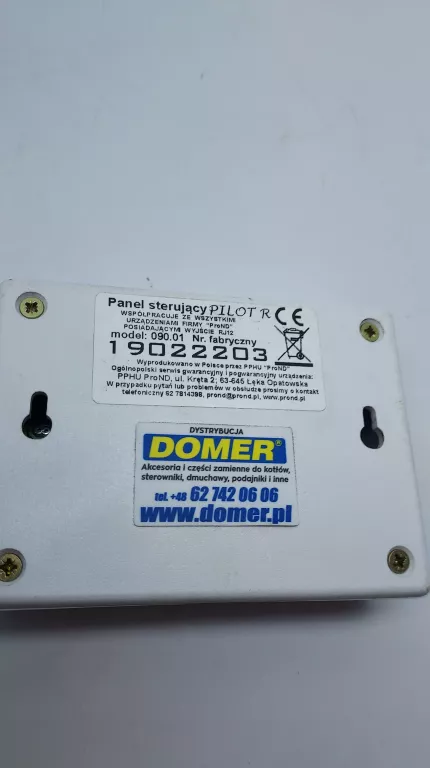 Panel sterujący PILOT R CE
WSPÓŁPRACUJE ZE WSZYSTKIMI
URZĄDZENIAMI FIRMY "ProND"
POSIADAJĄCYMI WYJŚCIE RJ12
model: 090.01 Nr. fabryczny
19022203
Wyprodukowano w Polsce przez PPHU "ProND"
Ogólnopolski serwis gwarancyjny i pogwarancyjny urządzenia:
PPHU ProND, ul. Kręta 2; 63-645 Łęka Opatowska
W przypadku pytań lub problemów w obsłudze prosimy o kontakt
telefoniczny 62 7814398, prond@prond.pl, www.prond.pl
DYSTRYBUCJA
DOMER®
Akcesoria i części zamienne do kotłów,
sterowniki, dmuchawy, podajniki i inne
tel. +48 62 742 06 06
www.domer.pl